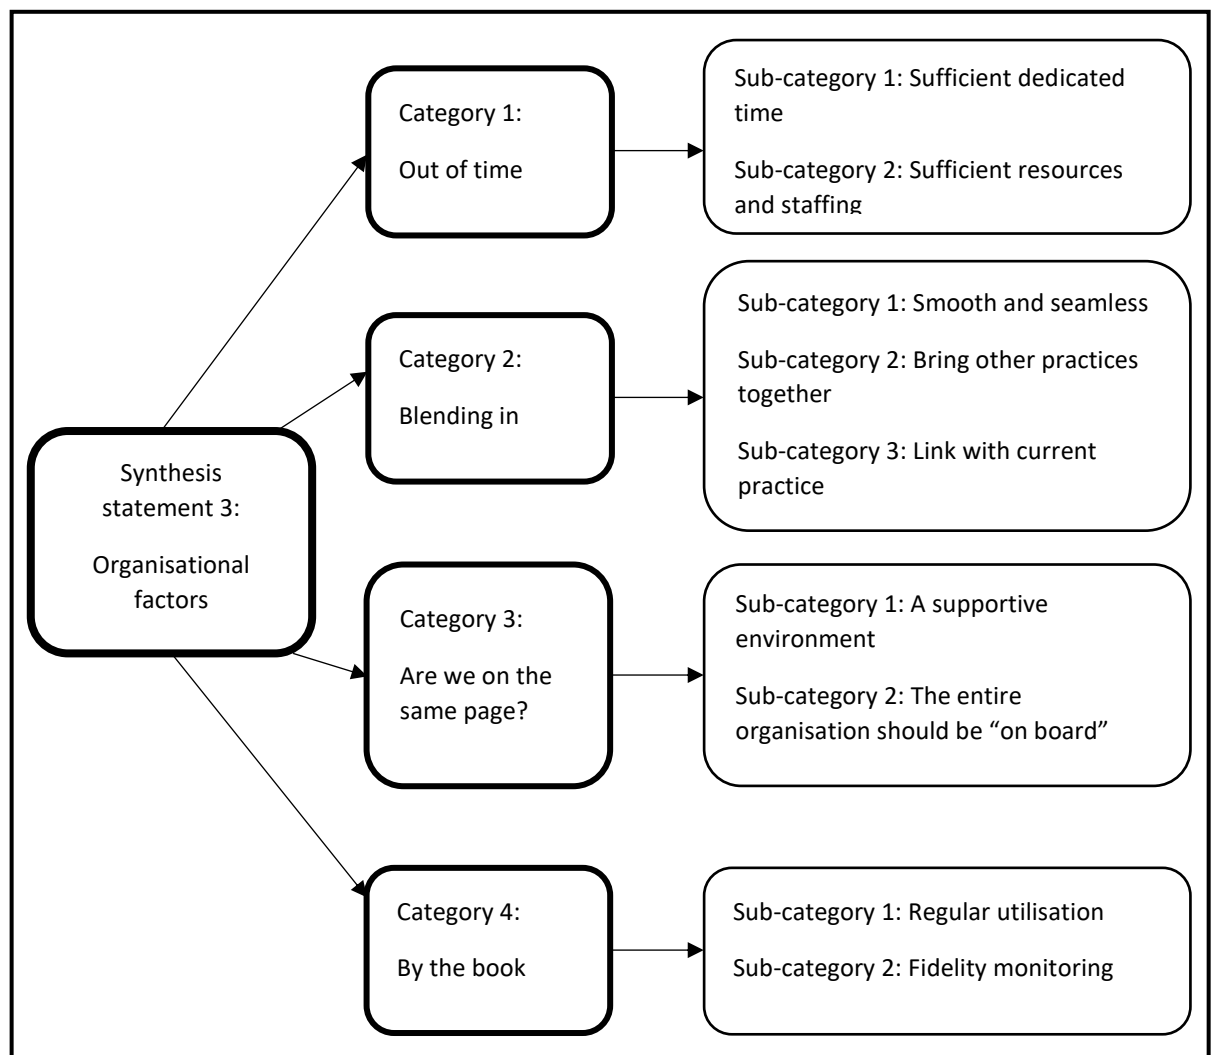 Category 1:
Out of time
Sub-category 1: Sufficient dedicated
time
Sub-category 2: Sufficient resources
and staffing
Category 2:
Blending in
Sub-category 1: Smooth and seamless
Sub-category 2: Bring other practices
together
Sub-category 3: Link with current
practice
Synthesis
statement 3:
Organisational
factors
Category 3:
Are we on the
same page?
Sub-category 1: A supportive
environment
Sub-category 2: The entire
organisation should be “on board”
Category 4:
By the book
Sub-category 1: Regular utilisation
Sub-category 2: Fidelity monitoring